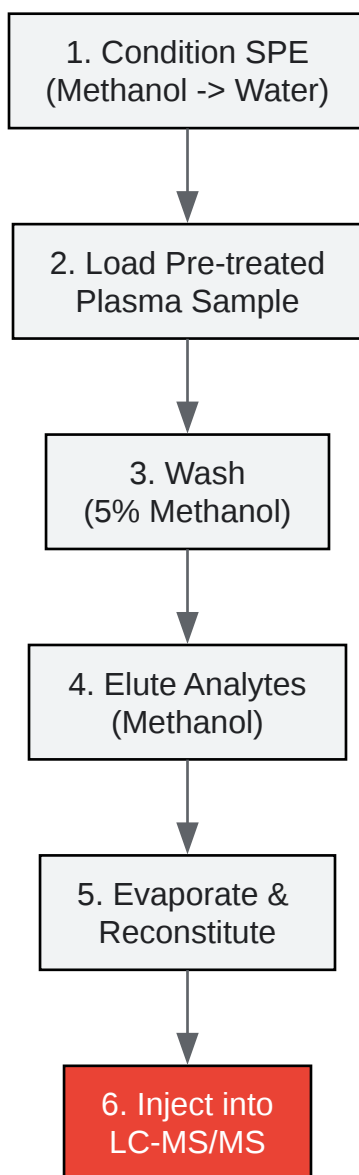 1. Condition SPE
(Methanol -> Water)
2. Load Pre-treated
Plasma Sample
3. Wash
(5% Methanol)
4. Elute Analytes
(Methanol)
5. Evaporate &
Reconstitute
6. Inject into
LC-MS/MS